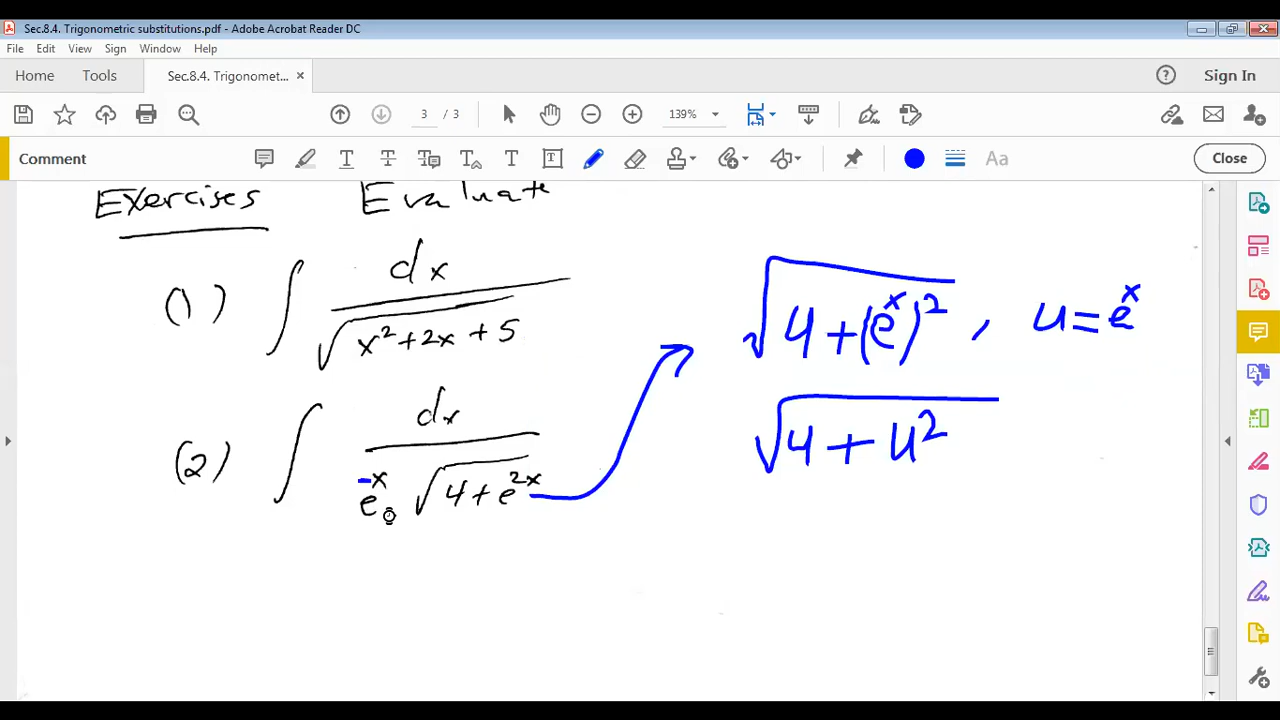 Sec.8.4. Trigonometric substitutions.pdf - Adobe Acrobat Reader DC
File Edit View Sign Window Help
Home Tools Sec.8.4. Trigonomet... × Sign In
3 / 3 139%
Comment Aa Close
Exercises Evaluate
(1) ∫ dx / √(x²+2x+5)
√(4+(eˣ)²) , u = eˣ
(2) ∫ dx / (e⁻ˣ √(4+e²ˣ))
√(4+u²)